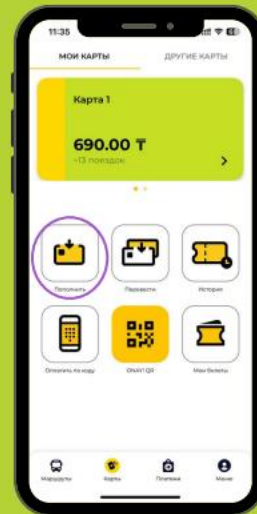 11:35
МОИ КАРТЫ
ДРУГИЕ КАРТЫ
Карта 1
690.00 ₸
~13 поездок
Пополнить
Перевести
История
Оплатить по коду
ONAY! QR
Мои билеты
Маршруты
Карты
Платежи
Меню